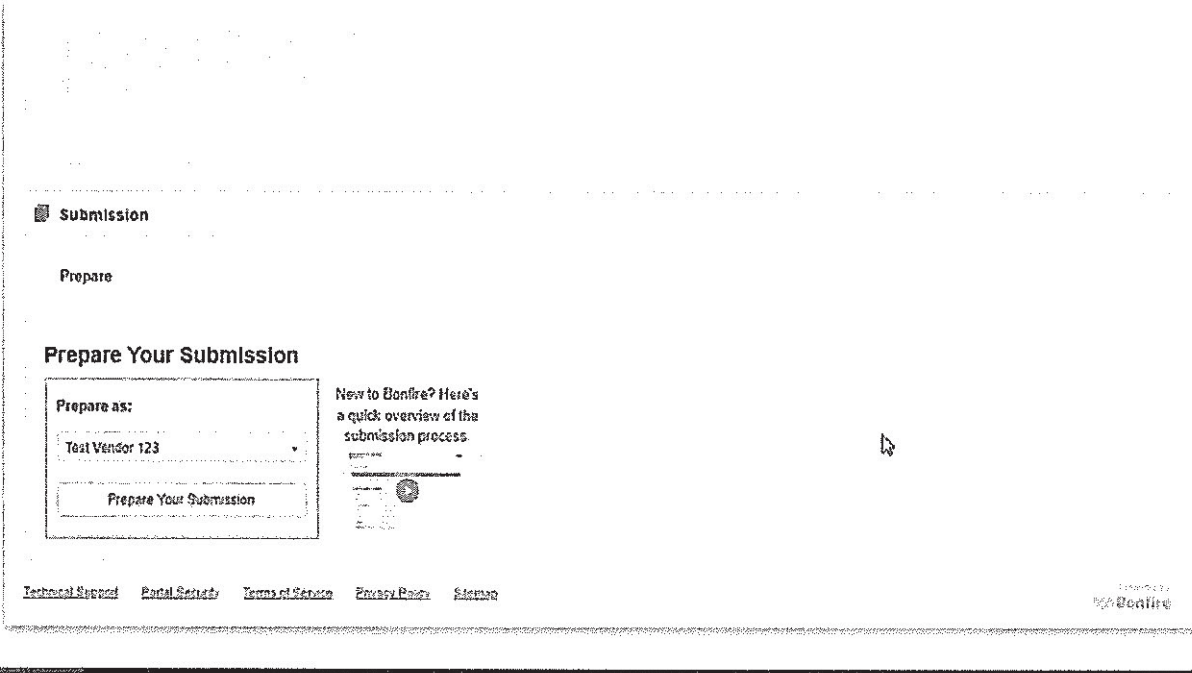 Submission
Prepare
Prepare Your Submission
Prepare as:
New to Bonfire? Here's
a quick overview of the
submission process
Test Vendor 123
Prepare Your Submission
Technical Support Portal Security Terms of Service Privacy Policy Sitemap
Bonfire